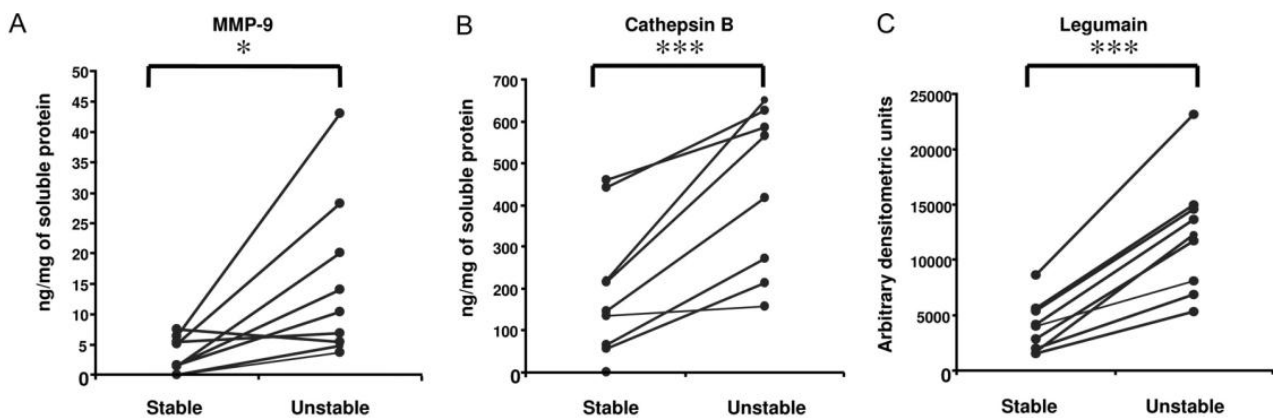 A
MMP-9
*
ng/mg of soluble protein
50
45
40
35
30
25
20
15
10
5
0
Stable Unstable
B
Cathepsin B
***
ng/mg of soluble protein
700
600
500
400
300
200
100
0
Stable Unstable
C
Legumain
***
Arbitrary densitometric units
25000
20000
15000
10000
5000
0
Stable Unstable